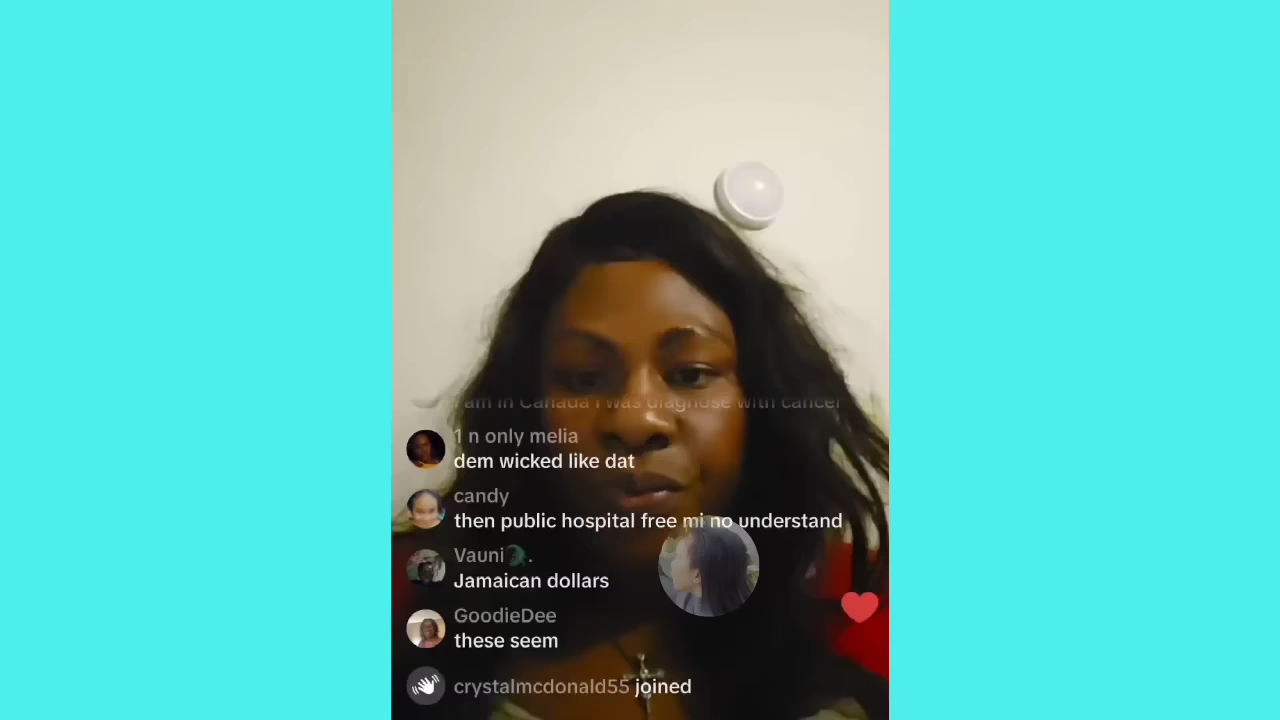 I am in Canada I was diagnose with cancer
1 n only melia
dem wicked like dat
candy
then public hospital free mi no understand
Vauni.
Jamaican dollars
GoodieDee
these seem
crystalmcdonald55 joined